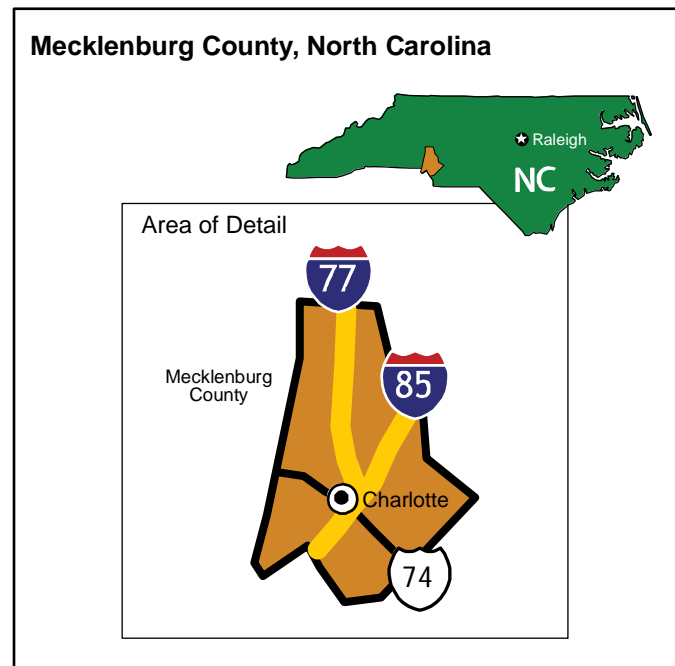 Mecklenburg County, North Carolina
Raleigh
NC
Area of Detail
77
85
Mecklenburg
County
Charlotte
74